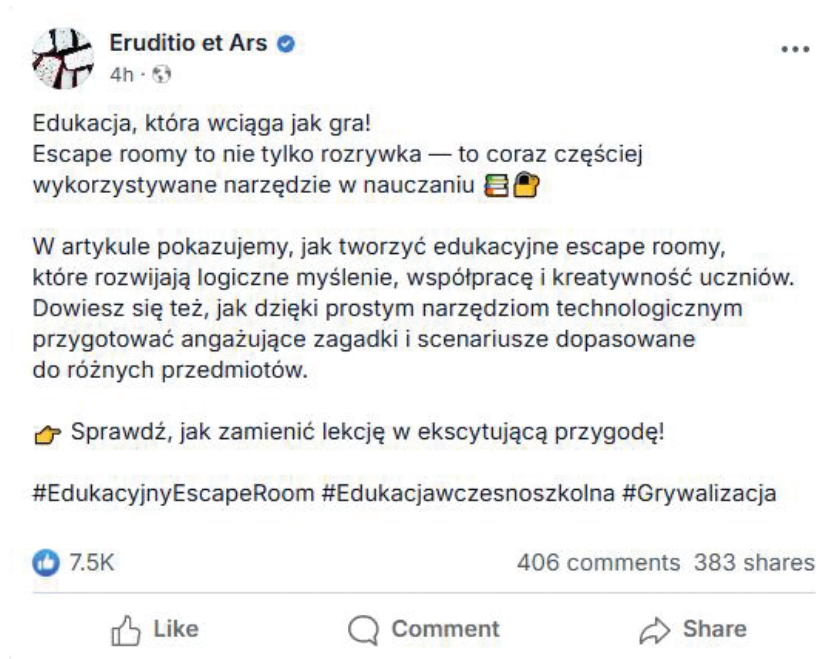 Eruditio et Ars
4h ·
Edukacja, która wciąga jak gra!
Escape roomy to nie tylko rozrywka — to coraz częściej
wykorzystywane narzędzie w nauczaniu 📚🔐
W artykule pokazujemy, jak tworzyć edukacyjne escape roomy,
które rozwijają logiczne myślenie, współpracę i kreatywność uczniów.
Dowiesz się też, jak dzięki prostym narzędziom technologicznym
przygotować angażujące zagadki i scenariusze dopasowane
do różnych przedmiotów.
👉 Sprawdź, jak zamienić lekcję w ekscytującą przygodę!
#EdukacyjnyEscapeRoom #Edukacjawczesnoszkolna #Grywalizacja
7.5K 406 comments 383 shares
Like Comment Share